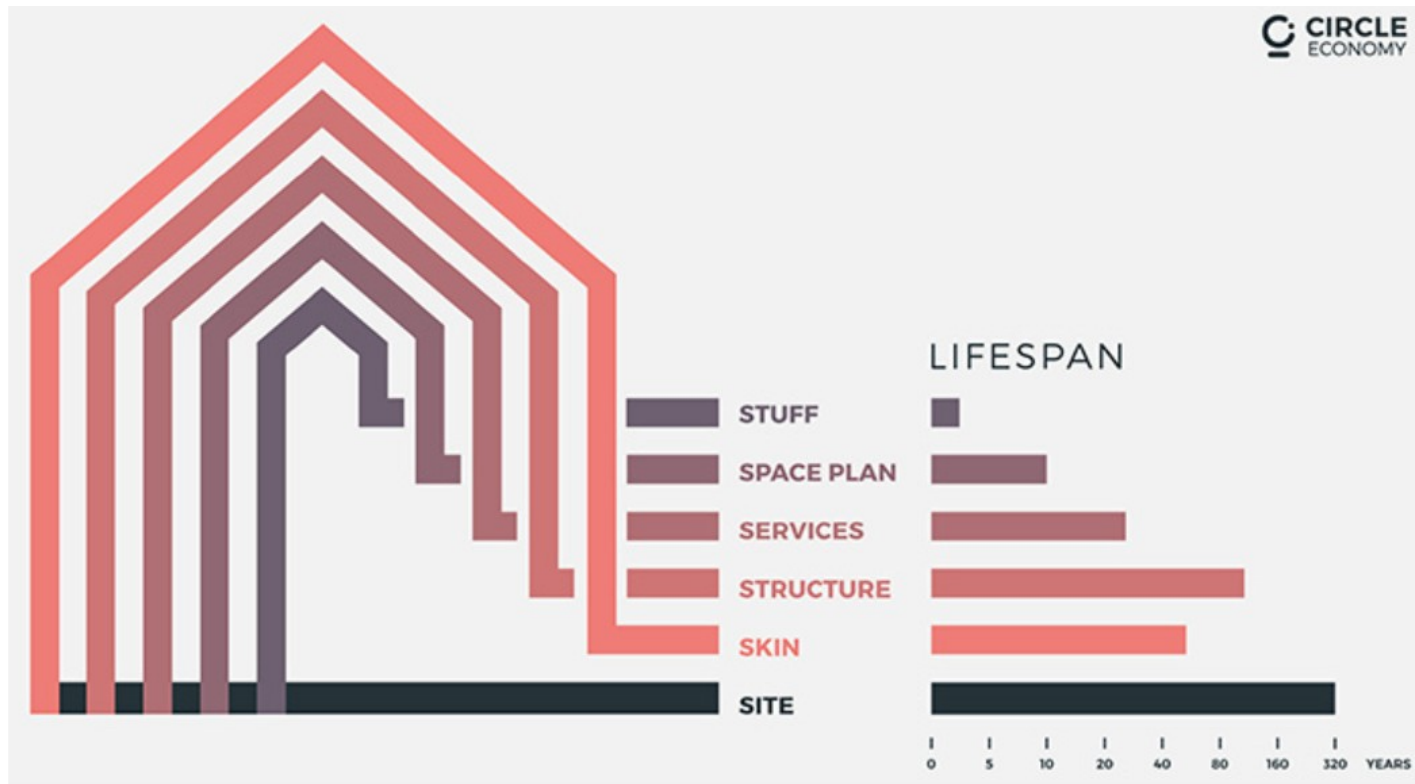 CIRCLE
ECONOMY
LIFESPAN
STUFF
SPACE PLAN
SERVICES
STRUCTURE
SKIN
SITE
0 5 10 20 40 80 160 320 YEARS